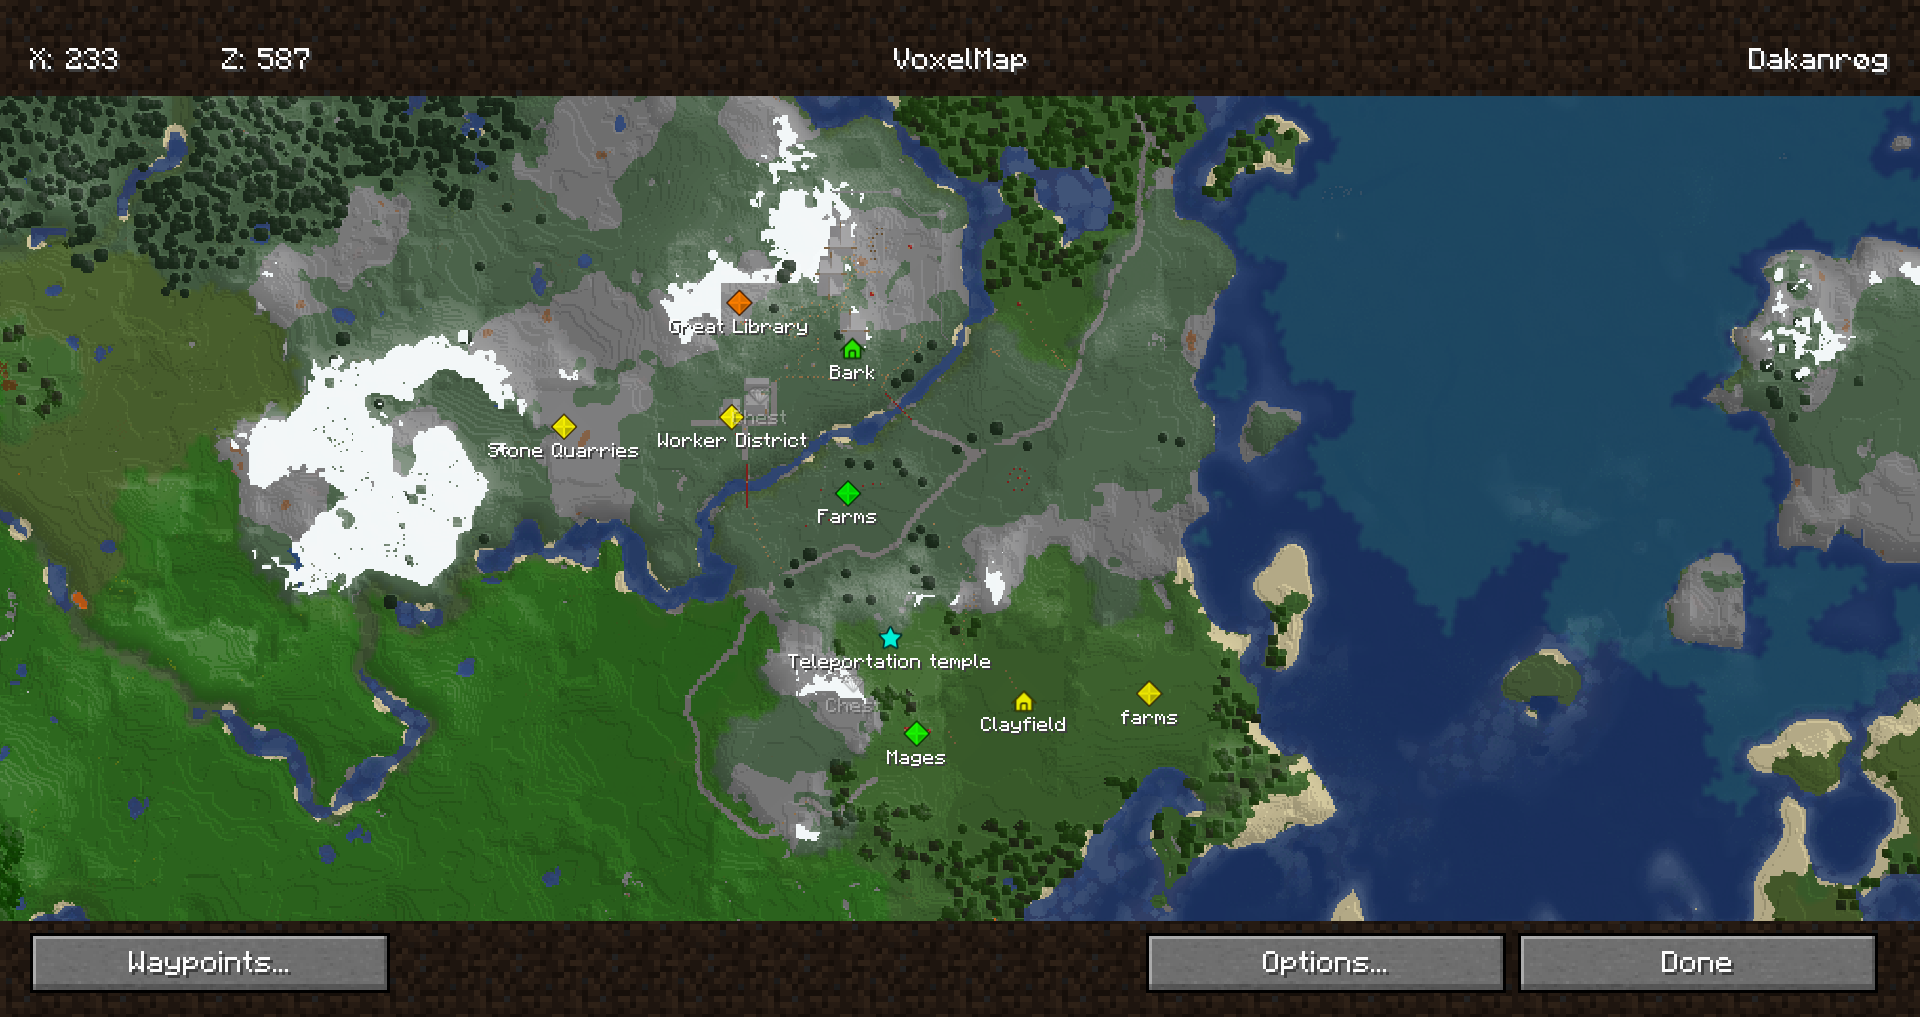 X: 233 Z: 587 VoxelMap Dakanrøg
Great Library
Bank
Chest
Worker District
Stone Quarries
Farms
Teleportation temple
Chest
Clayfield
farms
Mages
Waypoints... Options... Done